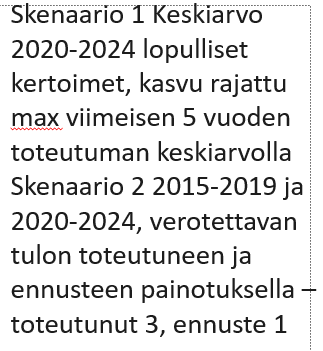 Skenaario 1 Keskiarvo
2020-2024 lopulliset
kertoimet, kasvu rajattu
max viimeisen 5 vuoden
toteutuman keskiarvolla
Skenaario 2 2015-2019 ja
2020-2024, verotettavan
tulon toteutuneen ja
ennusteen painotuksella –
toteutunut 3, ennuste 1